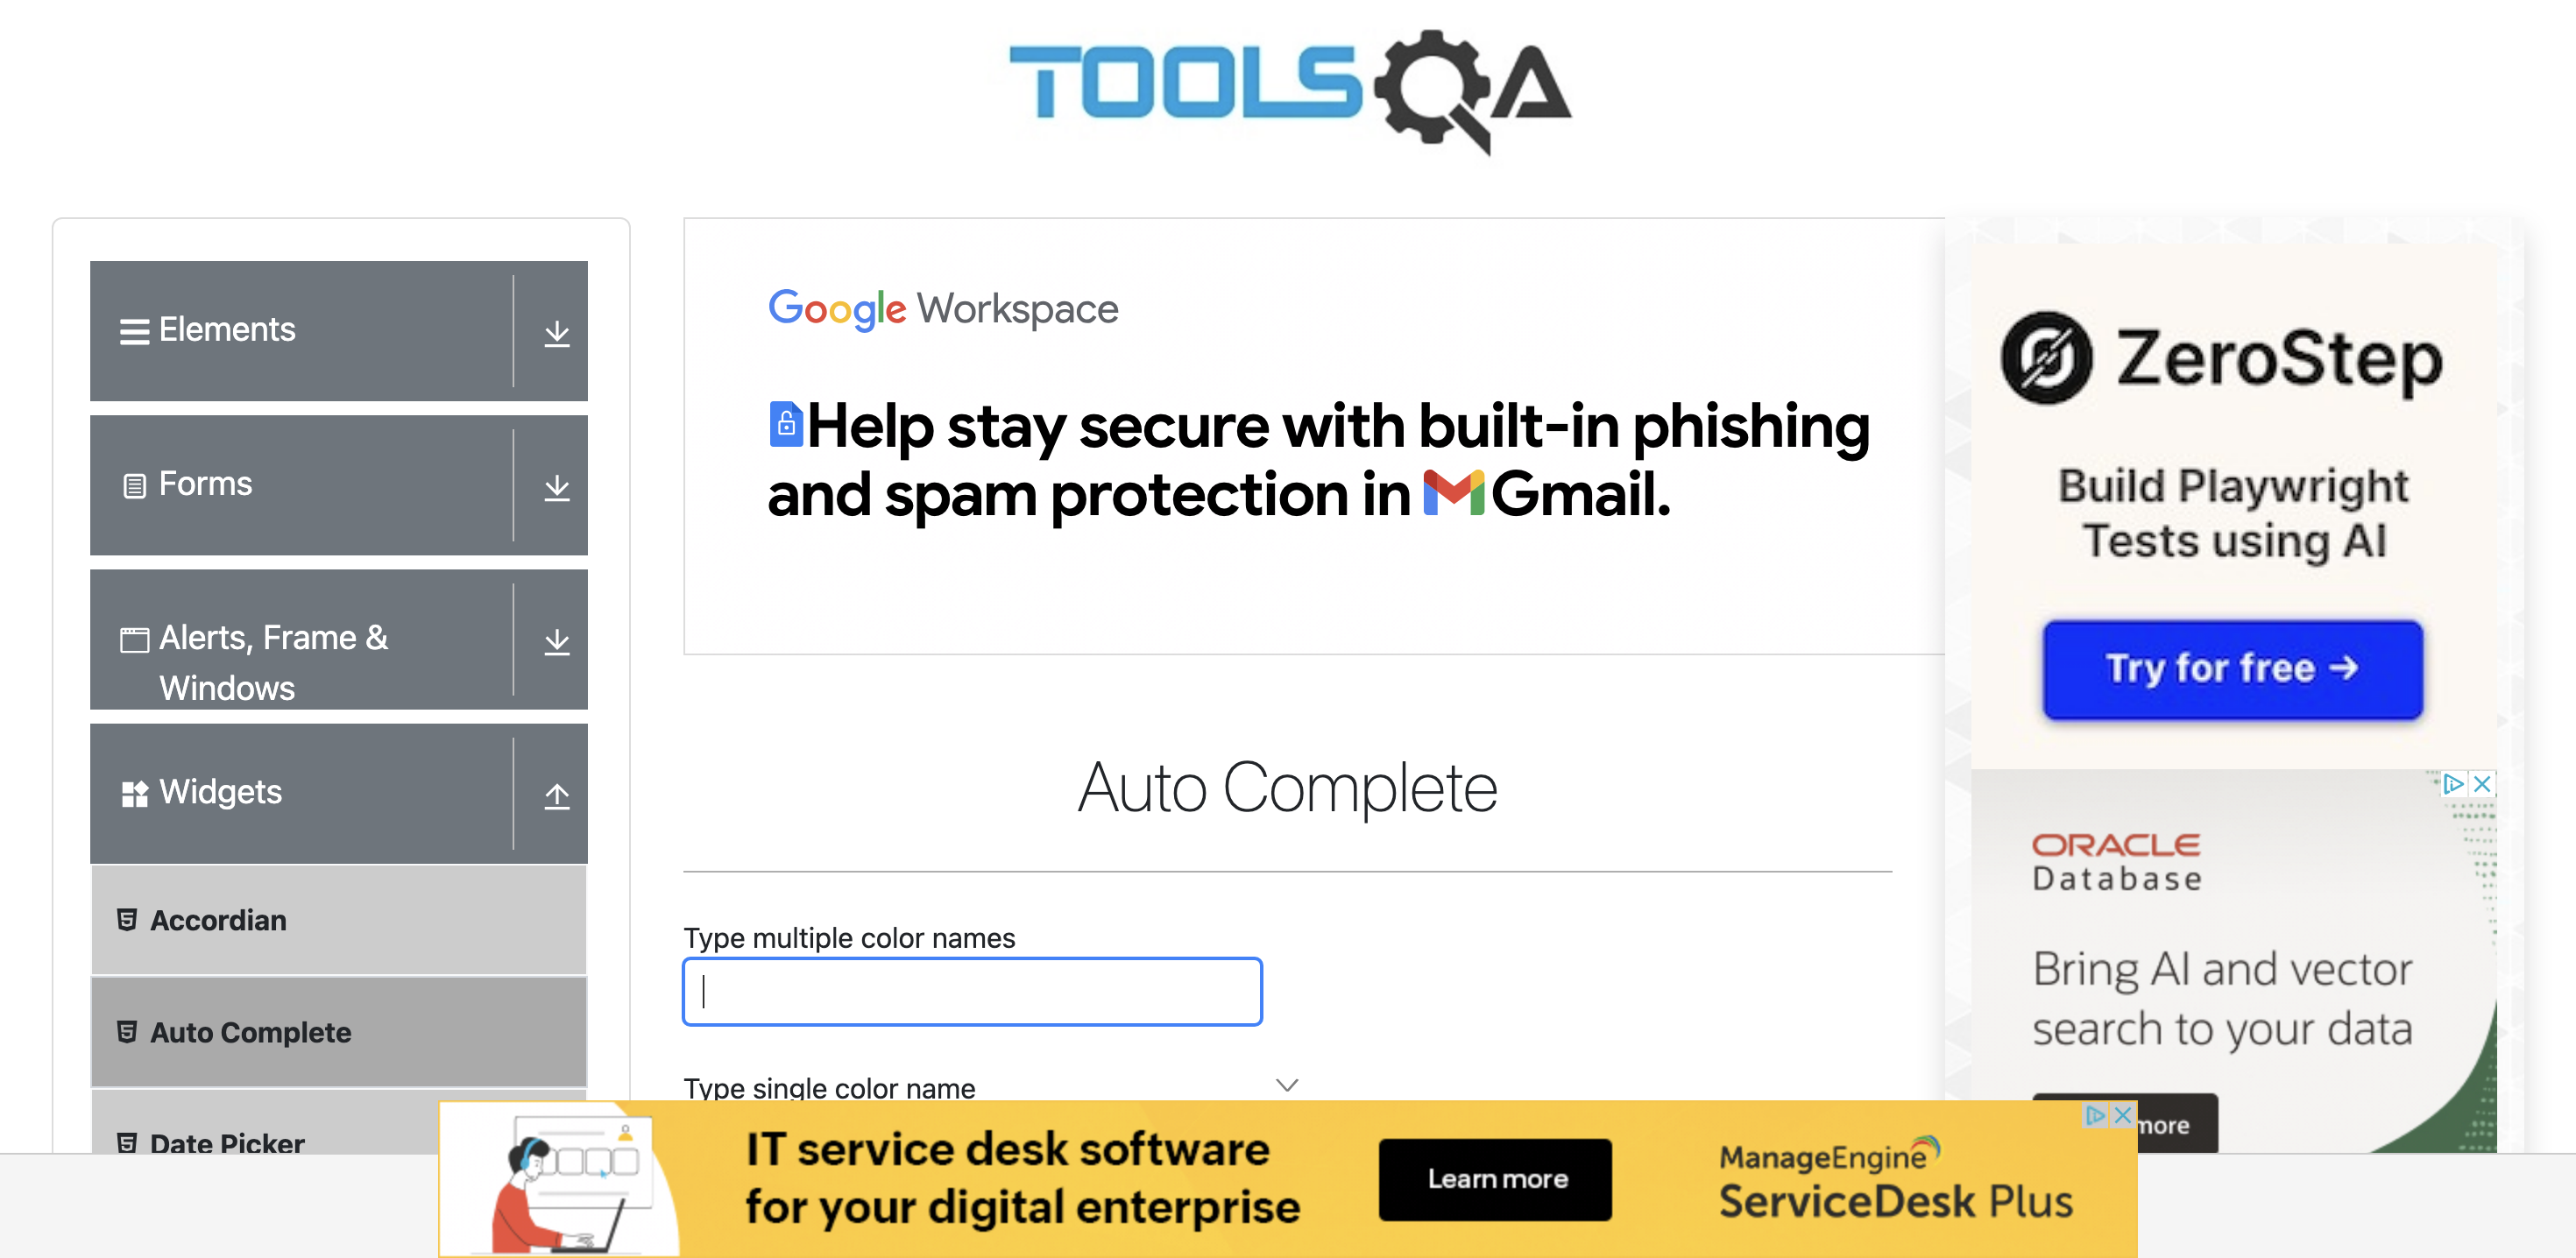 TOOLSQA
Elements
Forms
Alerts, Frame &
Windows
Widgets
Accordian
Auto Complete
Date Picker
Google Workspace
Help stay secure with built-in phishing
and spam protection in Gmail.
Auto Complete
Type multiple color names
Type single color name
ZeroStep
Build Playwright
Tests using AI
Try for free →
ORACLE
Database
Bring AI and vector
search to your data
more
IT service desk software
for your digital enterprise
Learn more
ManageEngine
ServiceDesk Plus